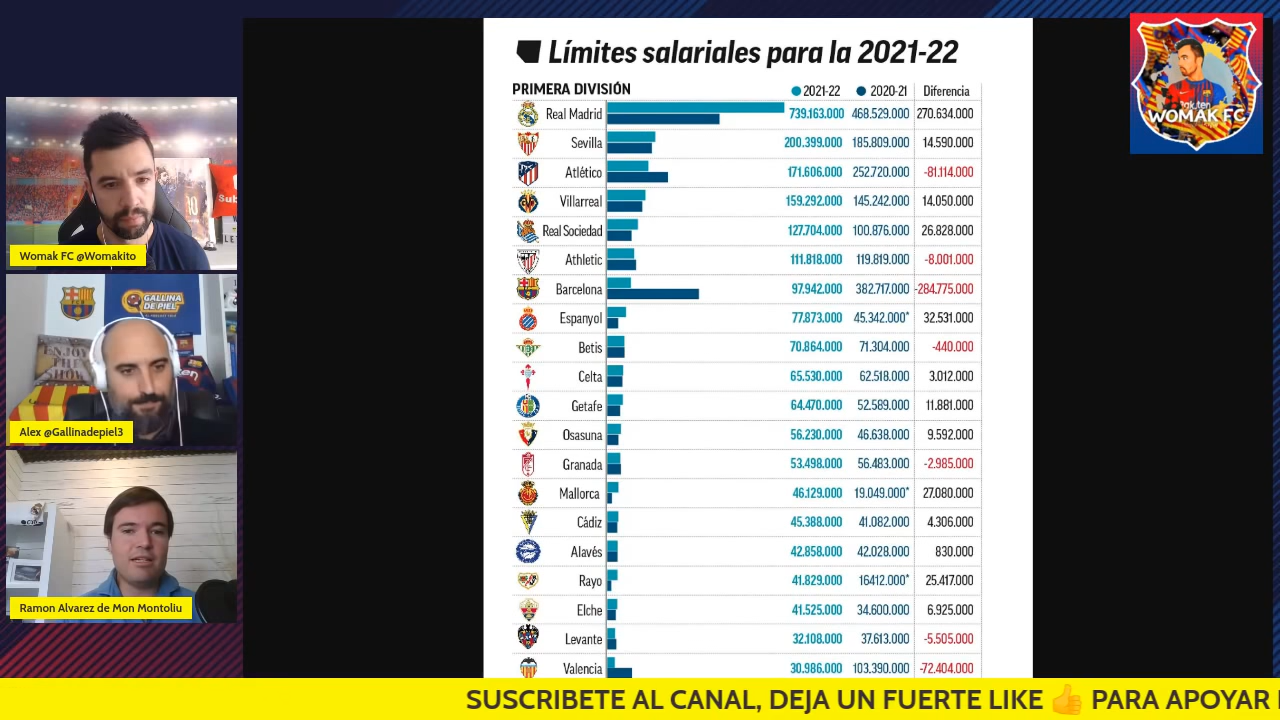 Límites salariales para la 2021-22
PRIMERA DIVISIÓN 2021-22 2020-21 Diferencia
Real Madrid 739.163.000 468.529.000 270.634.000
Sevilla 200.399.000 185.809.000 14.590.000
Atlético 171.606.000 252.720.000 -81.114.000
Villarreal 159.292.000 145.242.000 14.050.000
Real Sociedad 127.704.000 100.876.000 26.828.000
Athletic 111.818.000 119.819.000 -8.001.000
Barcelona 97.942.000 382.717.000 -284.775.000
Espanyol 77.873.000 45.342.000* 32.531.000
Betis 70.864.000 71.304.000 -440.000
Celta 65.530.000 62.518.000 3.012.000
Getafe 64.470.000 52.589.000 11.881.000
Osasuna 56.230.000 46.638.000 9.592.000
Granada 53.498.000 56.483.000 -2.985.000
Mallorca 46.129.000 19.049.000* 27.080.000
Cádiz 45.388.000 41.082.000 4.306.000
Alavés 42.858.000 42.028.000 830.000
Rayo 41.829.000 16412.000* 25.417.000
Elche 41.525.000 34.600.000 6.925.000
Levante 32.108.000 37.613.000 -5.505.000
Valencia 30.986.000 103.390.000 -72.404.000
WOMAK FC
Womak FC @Womakito
GALLINA
DE PIEL
ENJOY
THE
SHOW
Alex @Gallinadepiel3
Ramon Alvarez de Mon Montoliu
SUSCRIBETE AL CANAL, DEJA UN FUERTE LIKE 👍 PARA APOYAR